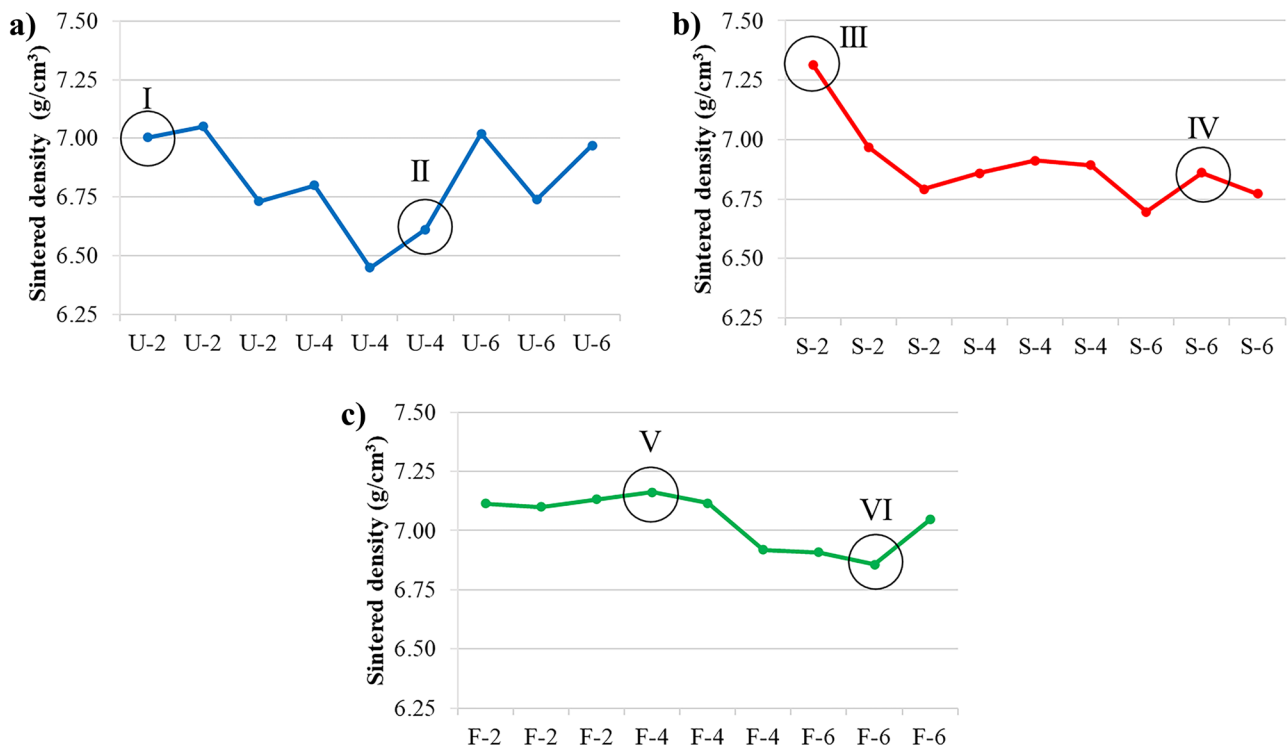 a)
Sintered density (g/cm³)
7.50
7.25
7.00
6.75
6.50
6.25
I
II
U-2 U-2 U-2 U-4 U-4 U-4 U-6 U-6 U-6
b)
Sintered density (g/cm³)
7.50
7.25
7.00
6.75
6.50
6.25
III
IV
S-2 S-2 S-2 S-4 S-4 S-4 S-6 S-6 S-6
c)
Sintered density (g/cm³)
7.50
7.25
7.00
6.75
6.50
6.25
V
VI
F-2 F-2 F-2 F-4 F-4 F-4 F-6 F-6 F-6